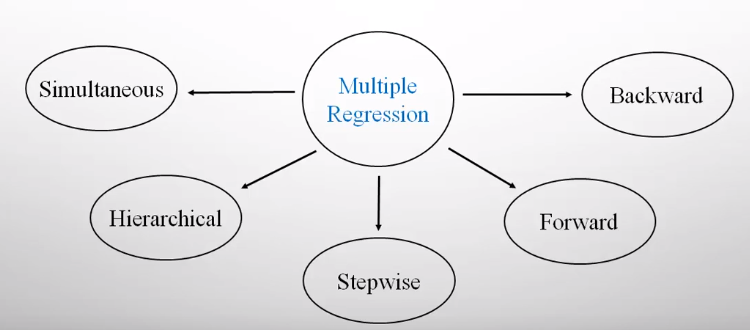 Multiple
Regression
Simultaneous
Backward
Hierarchical
Forward
Stepwise